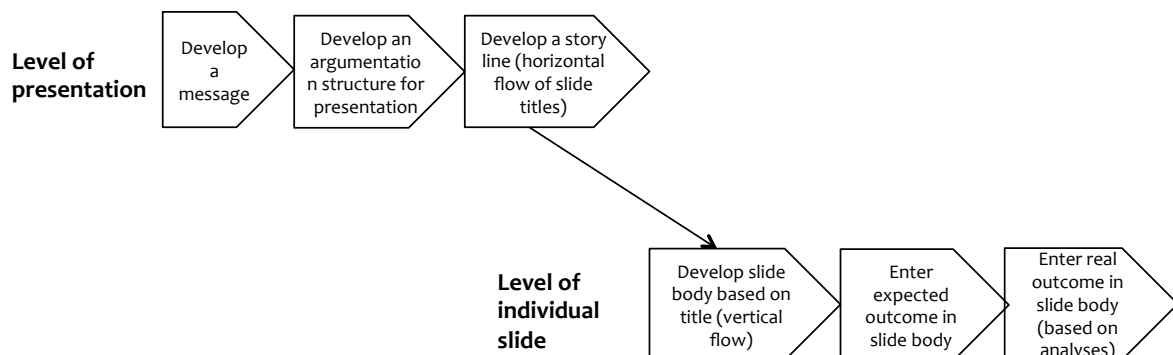 Level of
presentation
Develop
a
message
Develop an
argumentatio
n structure for
presentation
Develop a story
line (horizontal
flow of slide
titles)
Level of
individual
slide
Develop slide
body based on
title (vertical
flow)
Enter
expected
outcome in
slide body
Enter real
outcome in
slide body
(based on
analyses)